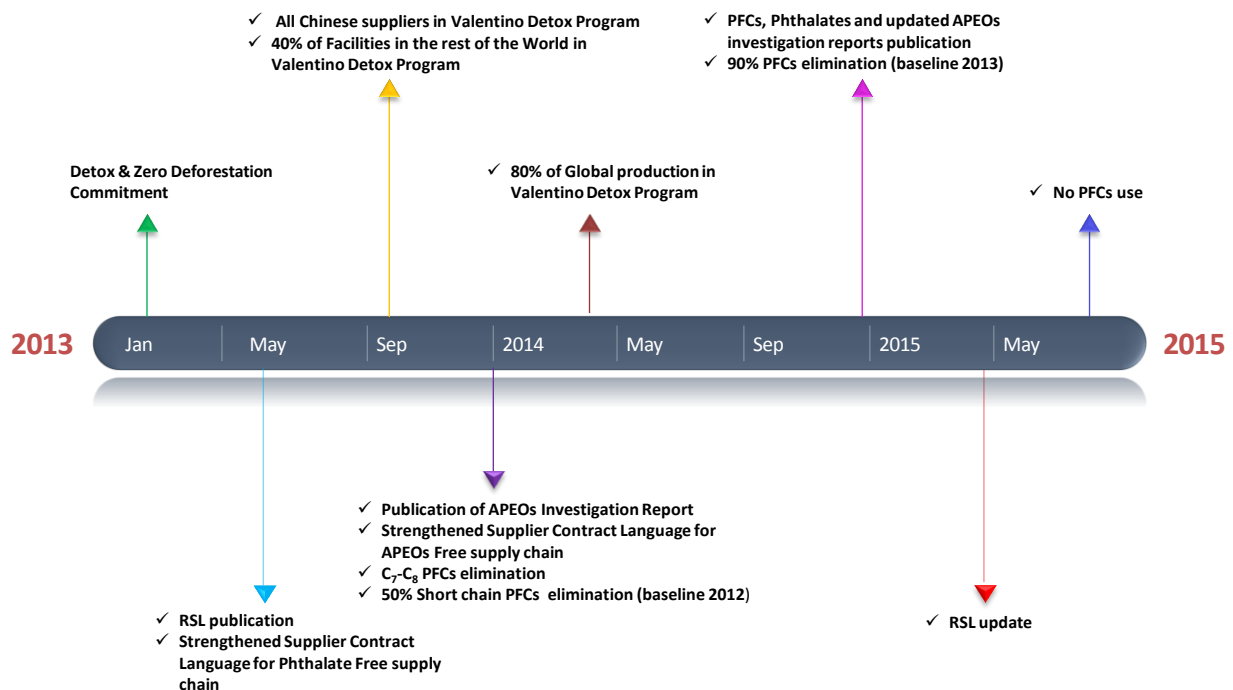 ✓ All Chinese suppliers in Valentino Detox Program
✓ 40% of Facilities in the rest of the World in
Valentino Detox Program
✓ PFCs, Phthalates and updated APEOs
investigation reports publication
✓ 90% PFCs elimination (baseline 2013)
Detox & Zero Deforestation
Commitment
✓ 80% of Global production in
Valentino Detox Program
✓ No PFCs use
2013
Jan
May
Sep
2014
May
Sep
2015
May
2015
✓ Publication of APEOs Investigation Report
✓ Strengthened Supplier Contract Language for
APEOs Free supply chain
✓ C₇-C₈ PFCs elimination
✓ 50% Short chain PFCs elimination (baseline 2012)
✓ RSL publication
✓ Strengthened Supplier Contract
Language for Phthalate Free supply
chain
✓ RSL update